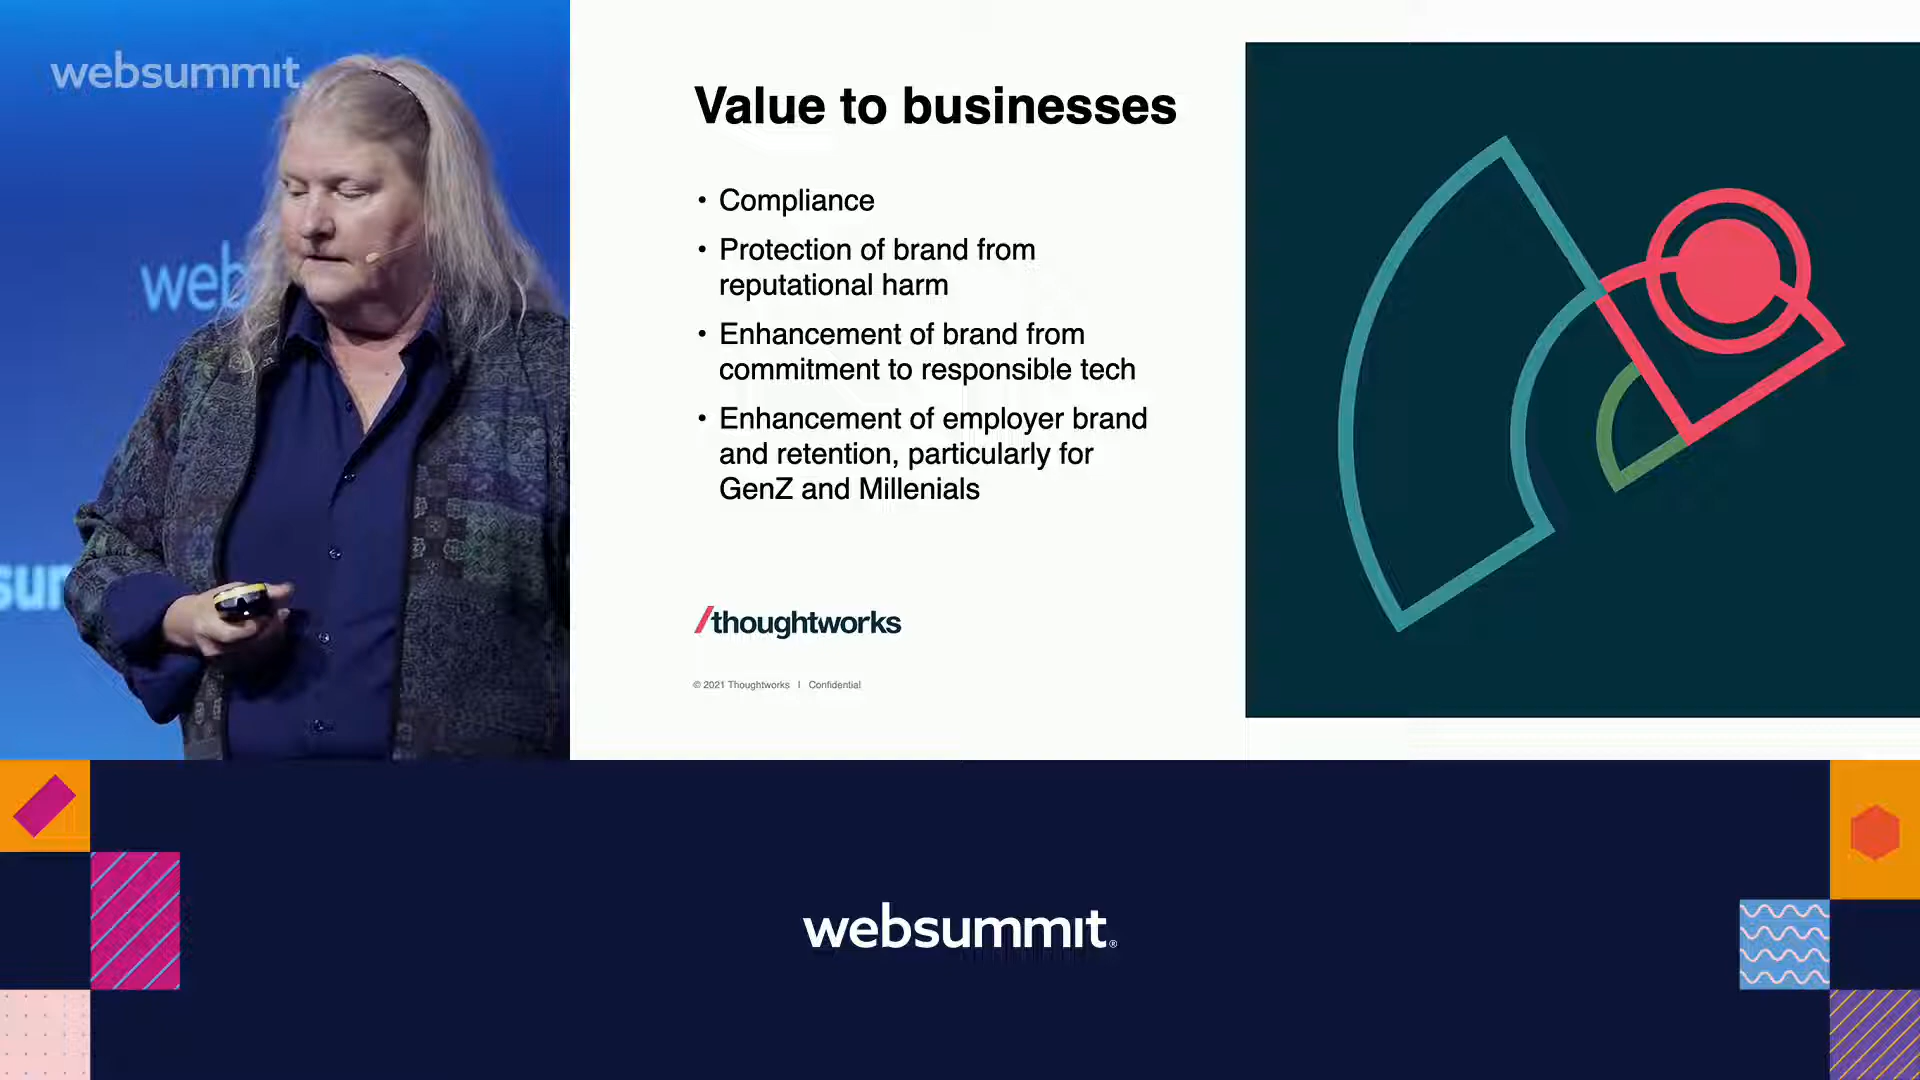 websummit
web
sum
Value to businesses
• Compliance
• Protection of brand from
reputational harm
• Enhancement of brand from
commitment to responsible tech
• Enhancement of employer brand
and retention, particularly for
GenZ and Millenials
/thoughtworks
© 2021 Thoughtworks | Confidential
websummit®